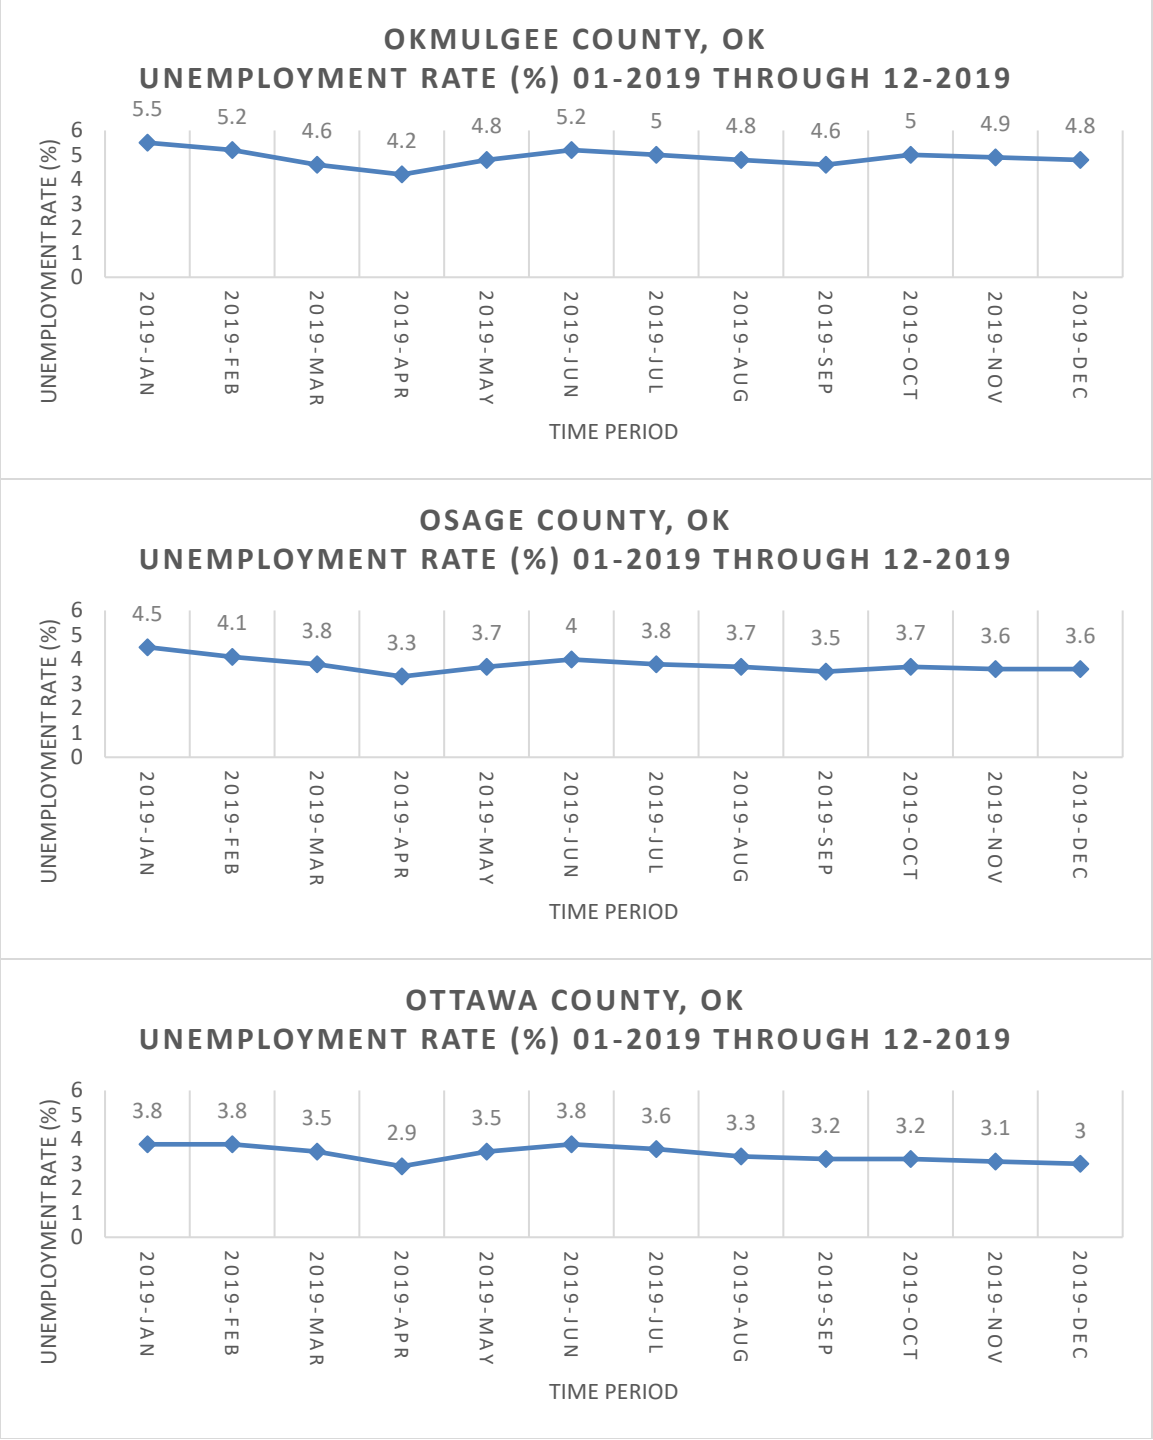 OKMULGEE COUNTY, OK
UNEMPLOYMENT RATE (%) 01-2019 THROUGH 12-2019
5.5 5.2 4.6 4.2 4.8 5.2 5 4.8 4.6 5 4.9 4.8
6
5
4
3
2
1
0
UNEMPLOYMENT RATE (%)
2019-JAN
2019-FEB
2019-MAR
2019-APR
2019-MAY
2019-JUN
2019-JUL
2019-AUG
2019-SEP
2019-OCT
2019-NOV
2019-DEC
TIME PERIOD
OSAGE COUNTY, OK
UNEMPLOYMENT RATE (%) 01-2019 THROUGH 12-2019
4.5 4.1 3.8 3.3 3.7 4 3.8 3.7 3.5 3.7 3.6 3.6
6
5
4
3
2
1
0
UNEMPLOYMENT RATE (%)
2019-JAN
2019-FEB
2019-MAR
2019-APR
2019-MAY
2019-JUN
2019-JUL
2019-AUG
2019-SEP
2019-OCT
2019-NOV
2019-DEC
TIME PERIOD
OTTAWA COUNTY, OK
UNEMPLOYMENT RATE (%) 01-2019 THROUGH 12-2019
3.8 3.8 3.5 2.9 3.5 3.8 3.6 3.3 3.2 3.2 3.1 3
6
5
4
3
2
1
0
UNEMPLOYMENT RATE (%)
2019-JAN
2019-FEB
2019-MAR
2019-APR
2019-MAY
2019-JUN
2019-JUL
2019-AUG
2019-SEP
2019-OCT
2019-NOV
2019-DEC
TIME PERIOD